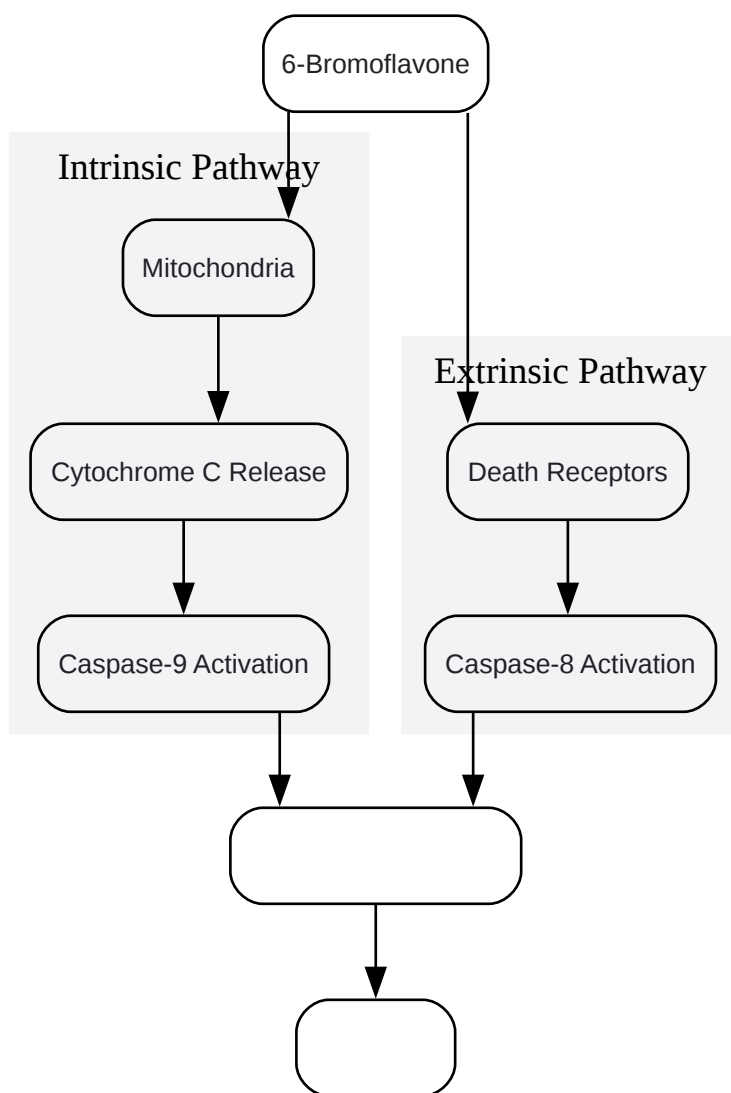 6-Bromoflavone
Intrinsic Pathway
Mitochondria
Extrinsic Pathway
Cytochrome C Release
Death Receptors
Caspase-9 Activation
Caspase-8 Activation